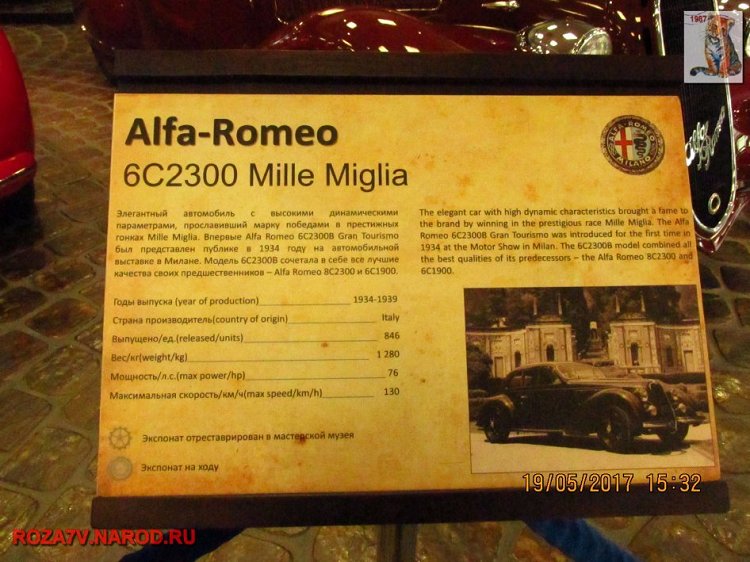 1987
Alfa-Romeo
6C2300 Mille Miglia
ALFA-ROMEO
MILANO
Элегантный автомобиль с высокими динамическими
параметрами, прославивший марку победами в престижных
гонках Mille Miglia. Впервые Alfa Romeo 6C2300B Gran Tourismo
был представлен публике в 1934 году на автомобильной
выставке в Милане. Модель 6C2300B сочетала в себе все лучшие
качества своих предшественников – Alfa Romeo 8C2300 и 6C1900.
The elegant car with high dynamic characteristics brought a fame to
the brand by winning in the prestigious race Mille Miglia. The Alfa
Romeo 6C2300B Gran Tourismo was introduced for the first time in
1934 at the Motor Show in Milan. The 6C2300B model combined all
the best qualities of its predecessors – the Alfa Romeo 8C2300 and
6C1900.
Годы выпуска (year of production) 1934-1939
Страна производитель(country of origin) Italy
Выпущено/ед.(released/units) 846
Вес/кг(weight/kg) 1 280
Мощность/л.с.(max power/hp) 76
Максимальная скорость/км/ч(max speed/km/h) 130
Экспонат отреставрирован в мастерской музея
Экспонат на ходу
19/05/2017 15:32
ROZA7V.NAROD.RU